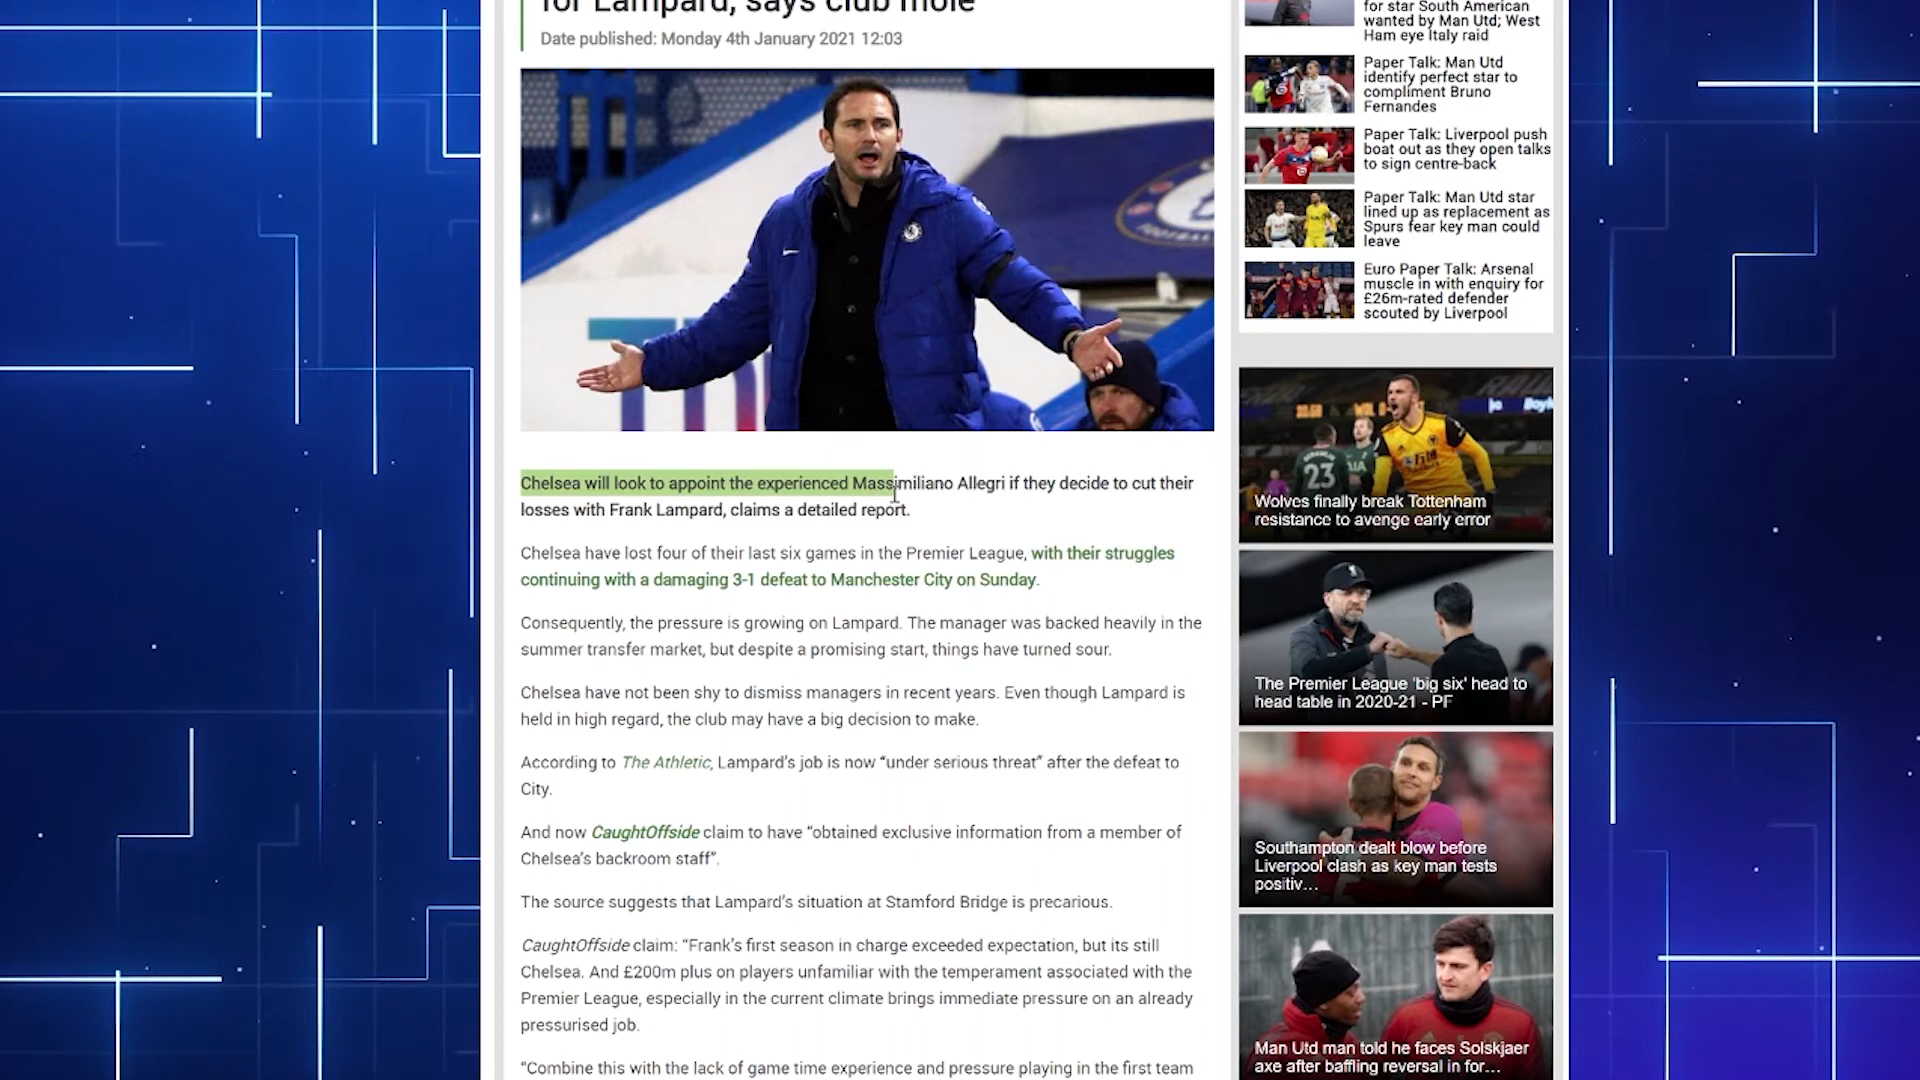 for Lampard, says club mole
Date published: Monday 4th January 2021 12:03
Chelsea will look to appoint the experienced Massimiliano Allegri if they decide to cut their
losses with Frank Lampard, claims a detailed report.
Chelsea have lost four of their last six games in the Premier League, with their struggles
continuing with a damaging 3-1 defeat to Manchester City on Sunday.
Consequently, the pressure is growing on Lampard. The manager was backed heavily in the
summer transfer market, but despite a promising start, things have turned sour.
Chelsea have not been shy to dismiss managers in recent years. Even though Lampard is
held in high regard, the club may have a big decision to make.
According to The Athletic, Lampard's job is now “under serious threat” after the defeat to
City.
And now CaughtOffside claim to have “obtained exclusive information from a member of
Chelsea's backroom staff”.
The source suggests that Lampard's situation at Stamford Bridge is precarious.
CaughtOffside claim: “Frank's first season in charge exceeded expectation, but its still
Chelsea. And £200m plus on players unfamiliar with the temperament associated with the
Premier League, especially in the current climate brings immediate pressure on an already
pressurised job.
“Combine this with the lack of game time experience and pressure playing in the first team
for star South American
wanted by Man Utd; West
Ham eye Italy raid
Paper Talk: Man Utd
identify perfect star to
compliment Bruno
Fernandes
Paper Talk: Liverpool push
boat out as they open talks
to sign centre-back
Paper Talk: Man Utd star
lined up as replacement as
Spurs fear key man could
leave
Euro Paper Talk: Arsenal
muscle in with enquiry for
£26m-rated defender
scouted by Liverpool
23
Wolves finally break Tottenham
resistance to avenge early error
The Premier League 'big six' head to
head table in 2020-21 - PF
Southampton dealt blow before
Liverpool clash as key man tests
positiv...
Man Utd man told he faces Solskjaer
axe after baffling reversal in for...